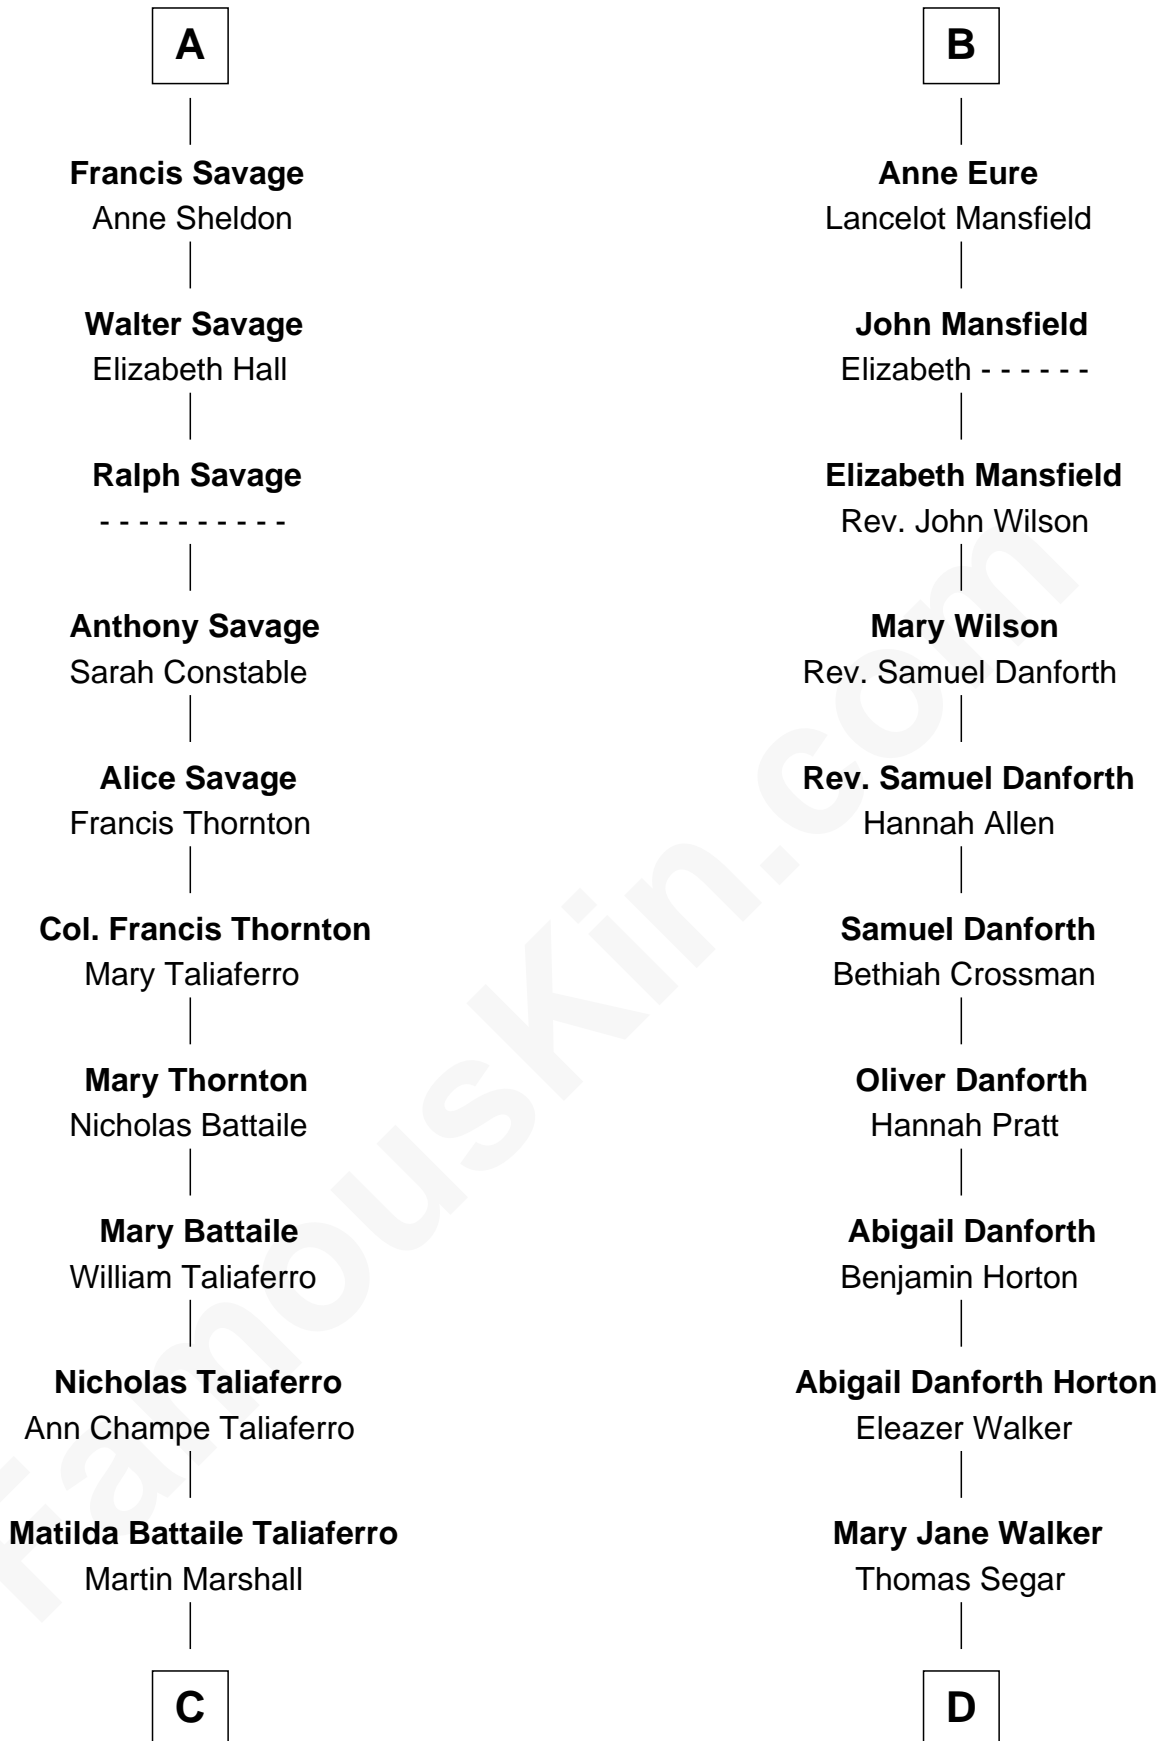 A
Francis Savage
Anne Sheldon
Walter Savage
Elizabeth Hall
Ralph Savage
- - - - - - - - - -
Anthony Savage
Sarah Constable
Alice Savage
Francis Thornton
Col. Francis Thornton
Mary Taliaferro
Mary Thornton
Nicholas Battaile
Mary Battaile
William Taliaferro
Nicholas Taliaferro
Ann Champe Taliaferro
Matilda Battaile Taliaferro
Martin Marshall
C
B
Anne Eure
Lancelot Mansfield
John Mansfield
Elizabeth - - - - - -
Elizabeth Mansfield
Rev. John Wilson
Mary Wilson
Rev. Samuel Danforth
Rev. Samuel Danforth
Hannah Allen
Samuel Danforth
Bethiah Crossman
Oliver Danforth
Hannah Pratt
Abigail Danforth
Benjamin Horton
Abigail Danforth Horton
Eleazer Walker
Mary Jane Walker
Thomas Segar
D
FamousKin.com